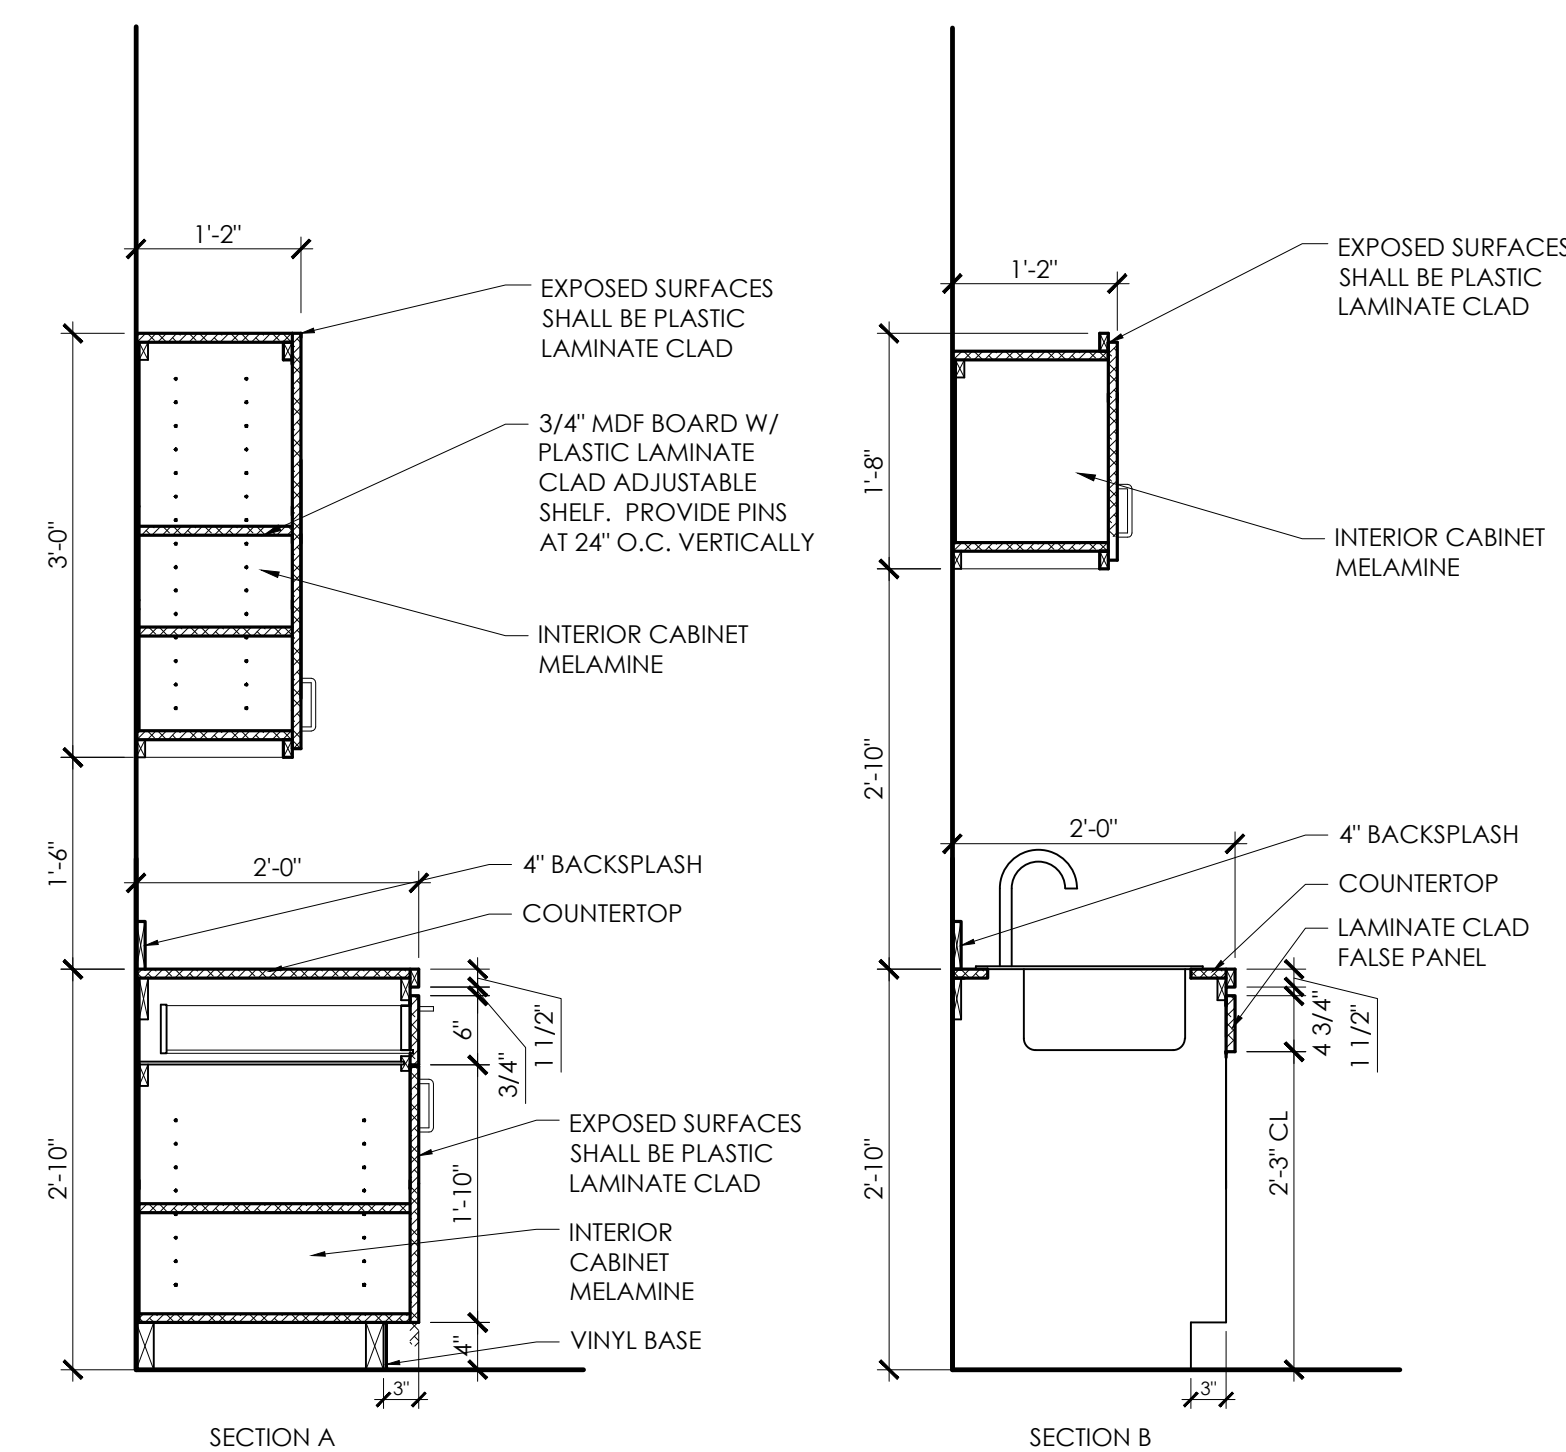 1'-2"
EXPOSED SURFACES
SHALL BE PLASTIC
LAMINATE CLAD
3/4" MDF BOARD W/
PLASTIC LAMINATE
CLAD ADJUSTABLE
SHELF. PROVIDE PINS
AT 24" O.C. VERTICALLY
3'-0"
INTERIOR CABINET
MELAMINE
1'-6"
4" BACKSPLASH
2'-0"
COUNTERTOP
6"
3/4"
1 1/2"
2'-10"
EXPOSED SURFACES
SHALL BE PLASTIC
LAMINATE CLAD
1'-10"
INTERIOR
CABINET
MELAMINE
4"
VINYL BASE
3"
SECTION A
1'-2"
EXPOSED SURFACES
SHALL BE PLASTIC
LAMINATE CLAD
1'-8"
INTERIOR CABINET
MELAMINE
2'-10"
2'-0"
4" BACKSPLASH
COUNTERTOP
LAMINATE CLAD
FALSE PANEL
4 3/4"
1 1/2"
2'-10"
2'-3" CL
3"
SECTION B